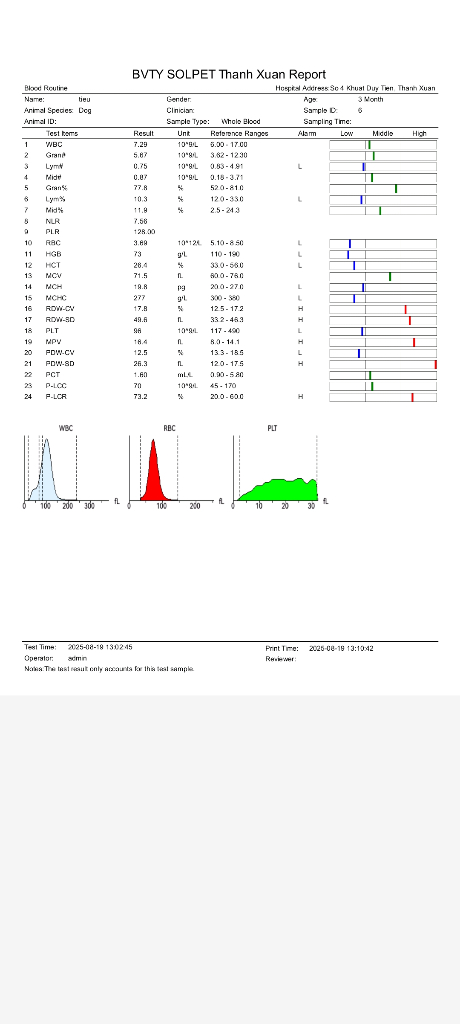 BVTY SOLPET Thanh Xuan Report
Blood Routine Hospital Address:So 4 Khuat Duy Tien, Thanh Xuan
Name: tieu Gender: Age: 3 Month
Animal Species: Dog Clinician: Sample ID: 6
Animal ID: Sample Type: Whole Blood Sampling Time:
Test Items Result Unit Reference Ranges Alarm Low Middle High
1 WBC 7.29 10^9/L 6.00 - 17.00
2 Gran# 5.67 10^9/L 3.62 - 12.30
3 Lym# 0.75 10^9/L 0.83 - 4.91 L
4 Mid# 0.87 10^9/L 0.18 - 3.71
5 Gran% 77.8 % 52.0 - 81.0
6 Lym% 10.3 % 12.0 - 33.0 L
7 Mid% 11.9 % 2.5 - 24.3
8 NLR 7.56
9 PLR 128.00
10 RBC 3.69 10^12/L 5.10 - 8.50 L
11 HGB 73 g/L 110 - 190 L
12 HCT 26.4 % 33.0 - 56.0 L
13 MCV 71.5 fL 60.0 - 76.0
14 MCH 19.8 pg 20.0 - 27.0 L
15 MCHC 277 g/L 300 - 380 L
16 RDW-CV 17.8 % 12.5 - 17.2 H
17 RDW-SD 49.6 fL 33.2 - 46.3 H
18 PLT 96 10^9/L 117 - 490 L
19 MPV 16.4 fL 8.0 - 14.1 H
20 PDW-CV 12.5 % 13.3 - 18.5 L
21 PDW-SD 26.3 fL 12.0 - 17.5 H
22 PCT 1.60 mL/L 0.90 - 5.80
23 P-LCC 70 10^9/L 45 - 170
24 P-LCR 73.2 % 20.0 - 60.0 H
WBC RBC PLT
0 100 200 300 fL 0 100 200 fL 0 10 20 30 fL
Test Time: 2025-08-19 13:02:45 Print Time: 2025-08-19 13:10:42
Operator: admin Reviewer:
Notes:The test result only accounts for this test sample.